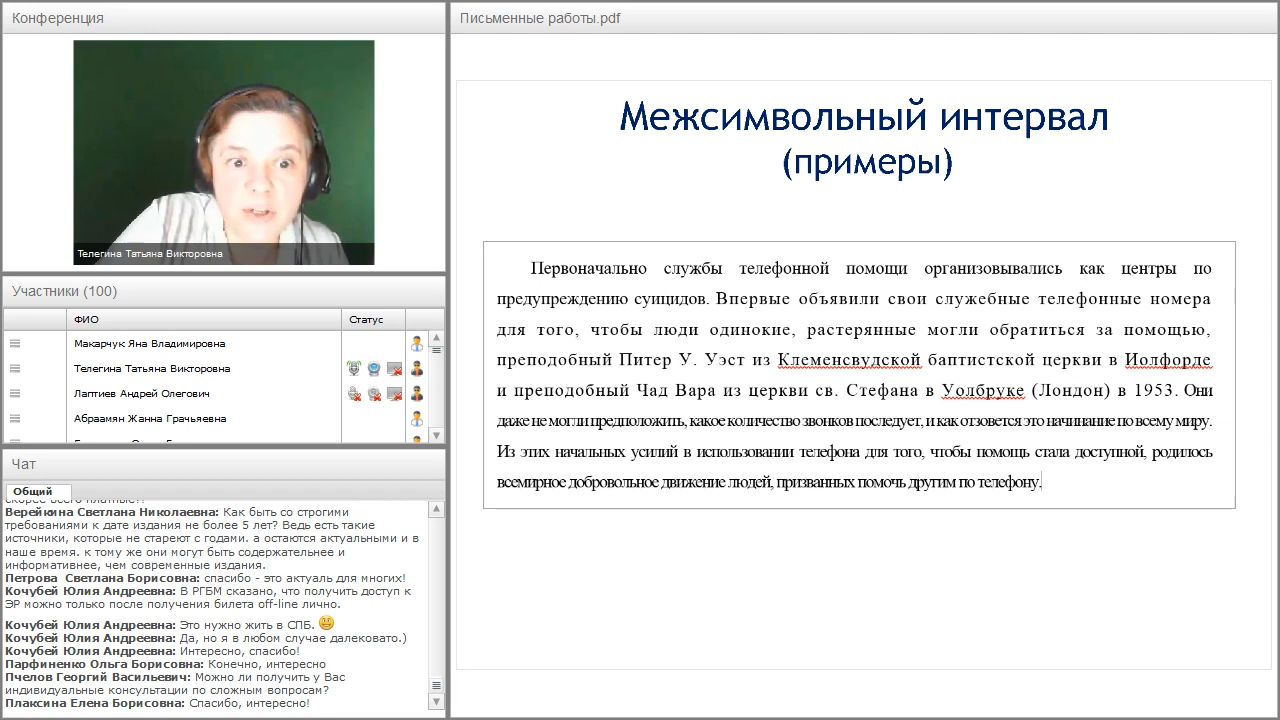 Конференция
Телегина Татьяна Викторовна
Участники (100)
ФИО Статус
Макарчук Яна Владимировна
Телегина Татьяна Викторовна
Лаптиев Андрей Олегович
Абраамян Жанна Грачьяевна
Чат
Общий
скорее всего платные??
Верейкина Светлана Николаевна: Как быть со строгими
требованиями к дате издания не более 5 лет? Ведь есть такие
источники, которые не стареют с годами. а остаются актуальными и в
наше время. к тому же они могут быть содержательнее и
информативнее, чем современные издания.
Петрова Светлана Борисовна: спасибо - это актуаль для многих!
Кочубей Юлия Андреевна: В РГБМ сказано, что получить доступ к
ЭР можно только после получения билета off-line лично.
Кочубей Юлия Андреевна: Это нужно жить в СПБ.
Кочубей Юлия Андреевна: Да, но я в любом случае далековато.)
Кочубей Юлия Андреевна: Интересно, спасибо!
Парфиненко Ольга Борисовна: Конечно, интересно
Пчелов Георгий Васильевич: Можно ли получить у Вас
индивидуальные консультации по сложным вопросам?
Плаксина Елена Борисовна: Спасибо, интересно!
Письменные работы.pdf
Межсимвольный интервал
(примеры)
Первоначально службы телефонной помощи организовывались как центры по
предупреждению суицидов. Впервые объявили свои служебные телефонные номера
для того, чтобы люди одинокие, растерянные могли обратиться за помощью,
преподобный Питер У. Уэст из Клеменсвудской баптистской церкви в Иолфорде
и преподобный Чад Вара из церкви св. Стефана в Уолбруке (Лондон) в 1953. Они
даже не могли предположить, какое количество звонков последует, и как отзовется это начинание по всему миру.
Из этих начальных усилий в использовании телефона для того, чтобы помощь стала доступной, родилось
всемирное добровольное движение людей, призванных помочь другим по телефону.